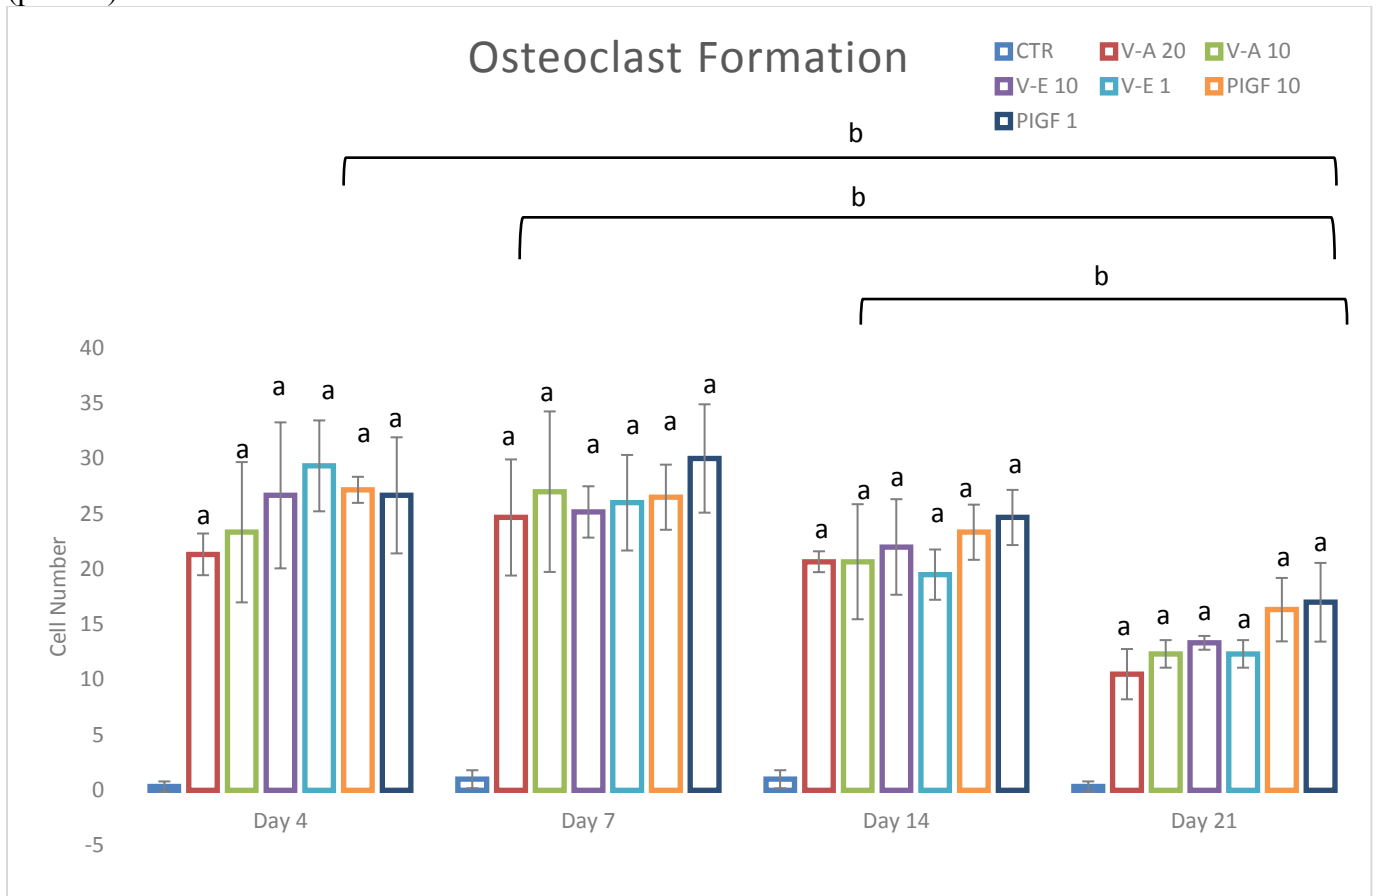 Osteoclast Formation
CTR V-A 20 V-A 10
V-E 10 V-E 1 PIGF 10
PIGF 1
b
b
b
40
35
30
25
20
15
10
5
0
-5
Cell Number
a a a a a a
a a a a a a
a a a a a a
a a a a a a
Day 4 Day 7 Day 14 Day 21